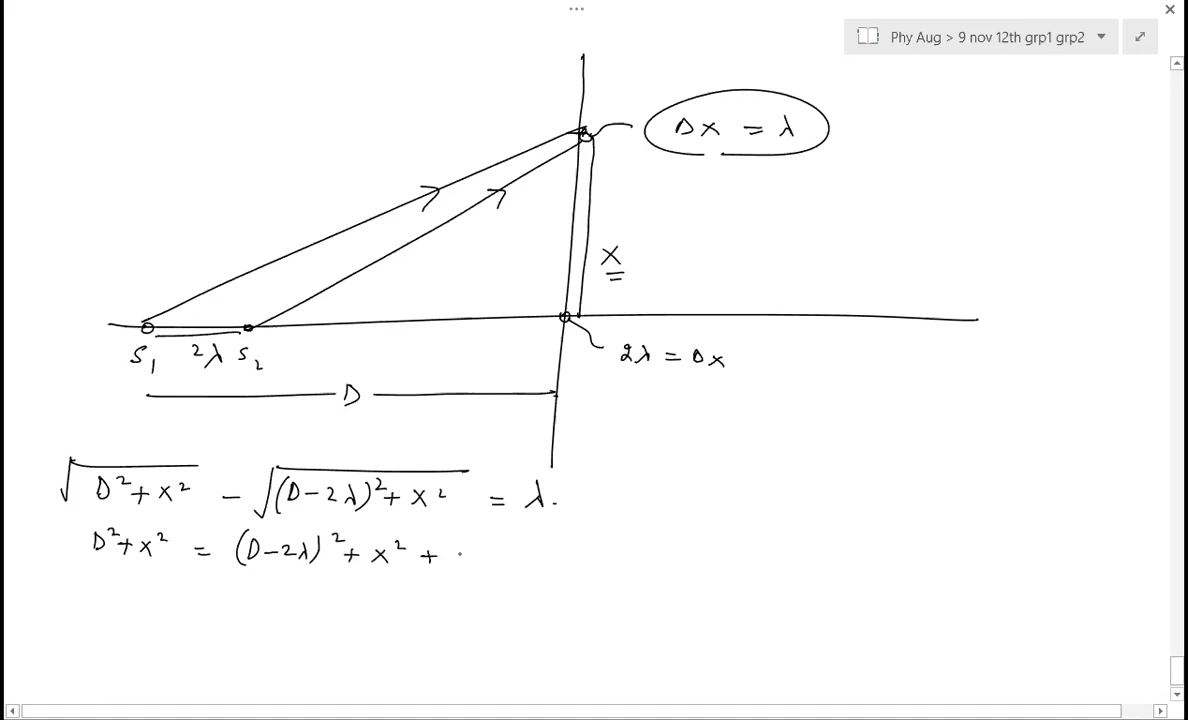 Phy Aug > 9 nov 12th grp1 grp2
Δx = λ
x
S₁ 2λ S₂
2λ = Δx
D
√(D² + x²) − √((D−2λ)² + x²) = λ.
D² + x² = (D−2λ)² + x² + .